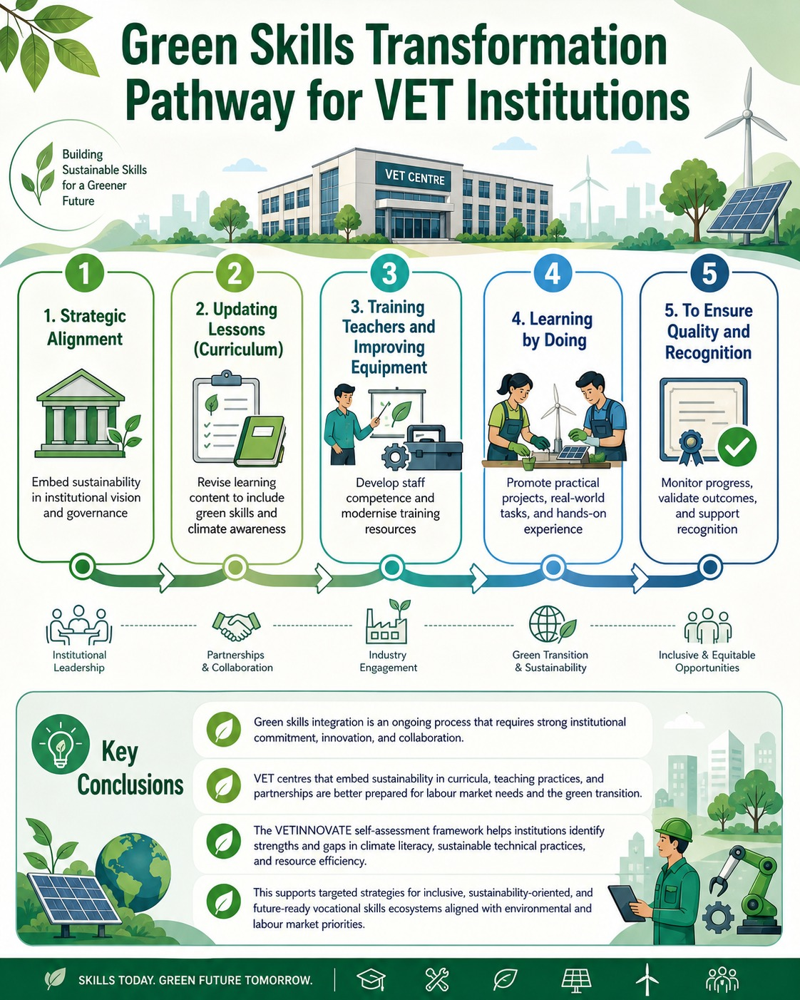 Green Skills Transformation
Pathway for VET Institutions
Building
Sustainable Skills
for a Greener
Future
VET CENTRE
1
1. Strategic
Alignment
Embed sustainability
in institutional vision
and governance
2
2. Updating
Lessons
(Curriculum)
Revise learning
content to include
green skills and
climate awareness
3
3. Training
Teachers and
Improving
Equipment
Develop staff
competence and
modernise training
resources
4
4. Learning
by Doing
Promote practical
projects, real-world
tasks, and hands-on
experience
5
5. To Ensure
Quality and
Recognition
Monitor progress,
validate outcomes,
and support
recognition
Institutional
Leadership
Partnerships
& Collaboration
Industry
Engagement
Green Transition
& Sustainability
Inclusive & Equitable
Opportunities
Key
Conclusions
Green skills integration is an ongoing process that requires strong institutional
commitment, innovation, and collaboration.
VET centres that embed sustainability in curricula, teaching practices, and
partnerships are better prepared for labour market needs and the green transition.
The VETINNOVATE self-assessment framework helps institutions identify
strengths and gaps in climate literacy, sustainable technical practices,
and resource efficiency.
This supports targeted strategies for inclusive, sustainability-oriented, and
future-ready vocational skills ecosystems aligned with environmental and
labour market priorities.
SKILLS TODAY. GREEN FUTURE TOMORROW.